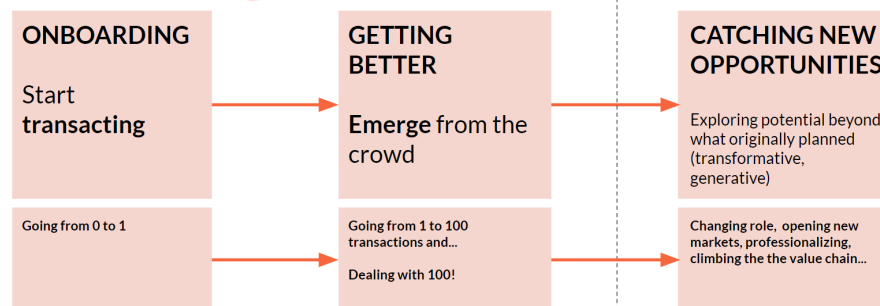 ONBOARDING
Start
transacting
GETTING
BETTER
Emerge from the
crowd
CATCHING NEW
OPPORTUNITIES
Exploring potential beyond
what originally planned
(transformative,
generative)
Going from 0 to 1
Going from 1 to 100
transactions and...
Dealing with 100!
Changing role, opening new
markets, professionalizing,
climbing the the value chain...